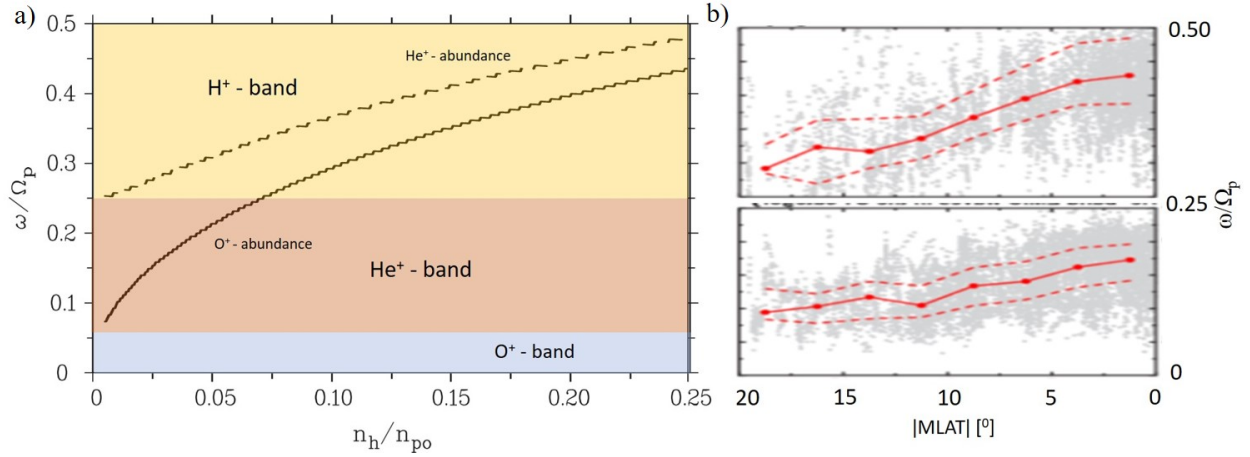 a)
0.5
0.4
0.3
0.2
0.1
0
ω/Ωp
He⁺ - abundance
H⁺ - band
O⁺ - abundance
He⁺ - band
O⁺ - band
0 0.05 0.10 0.15 0.20 0.25
nh/npo
b)
0.50
0.25
0
ω/Ωp
20 15 10 5 0
|MLAT| [⁰]